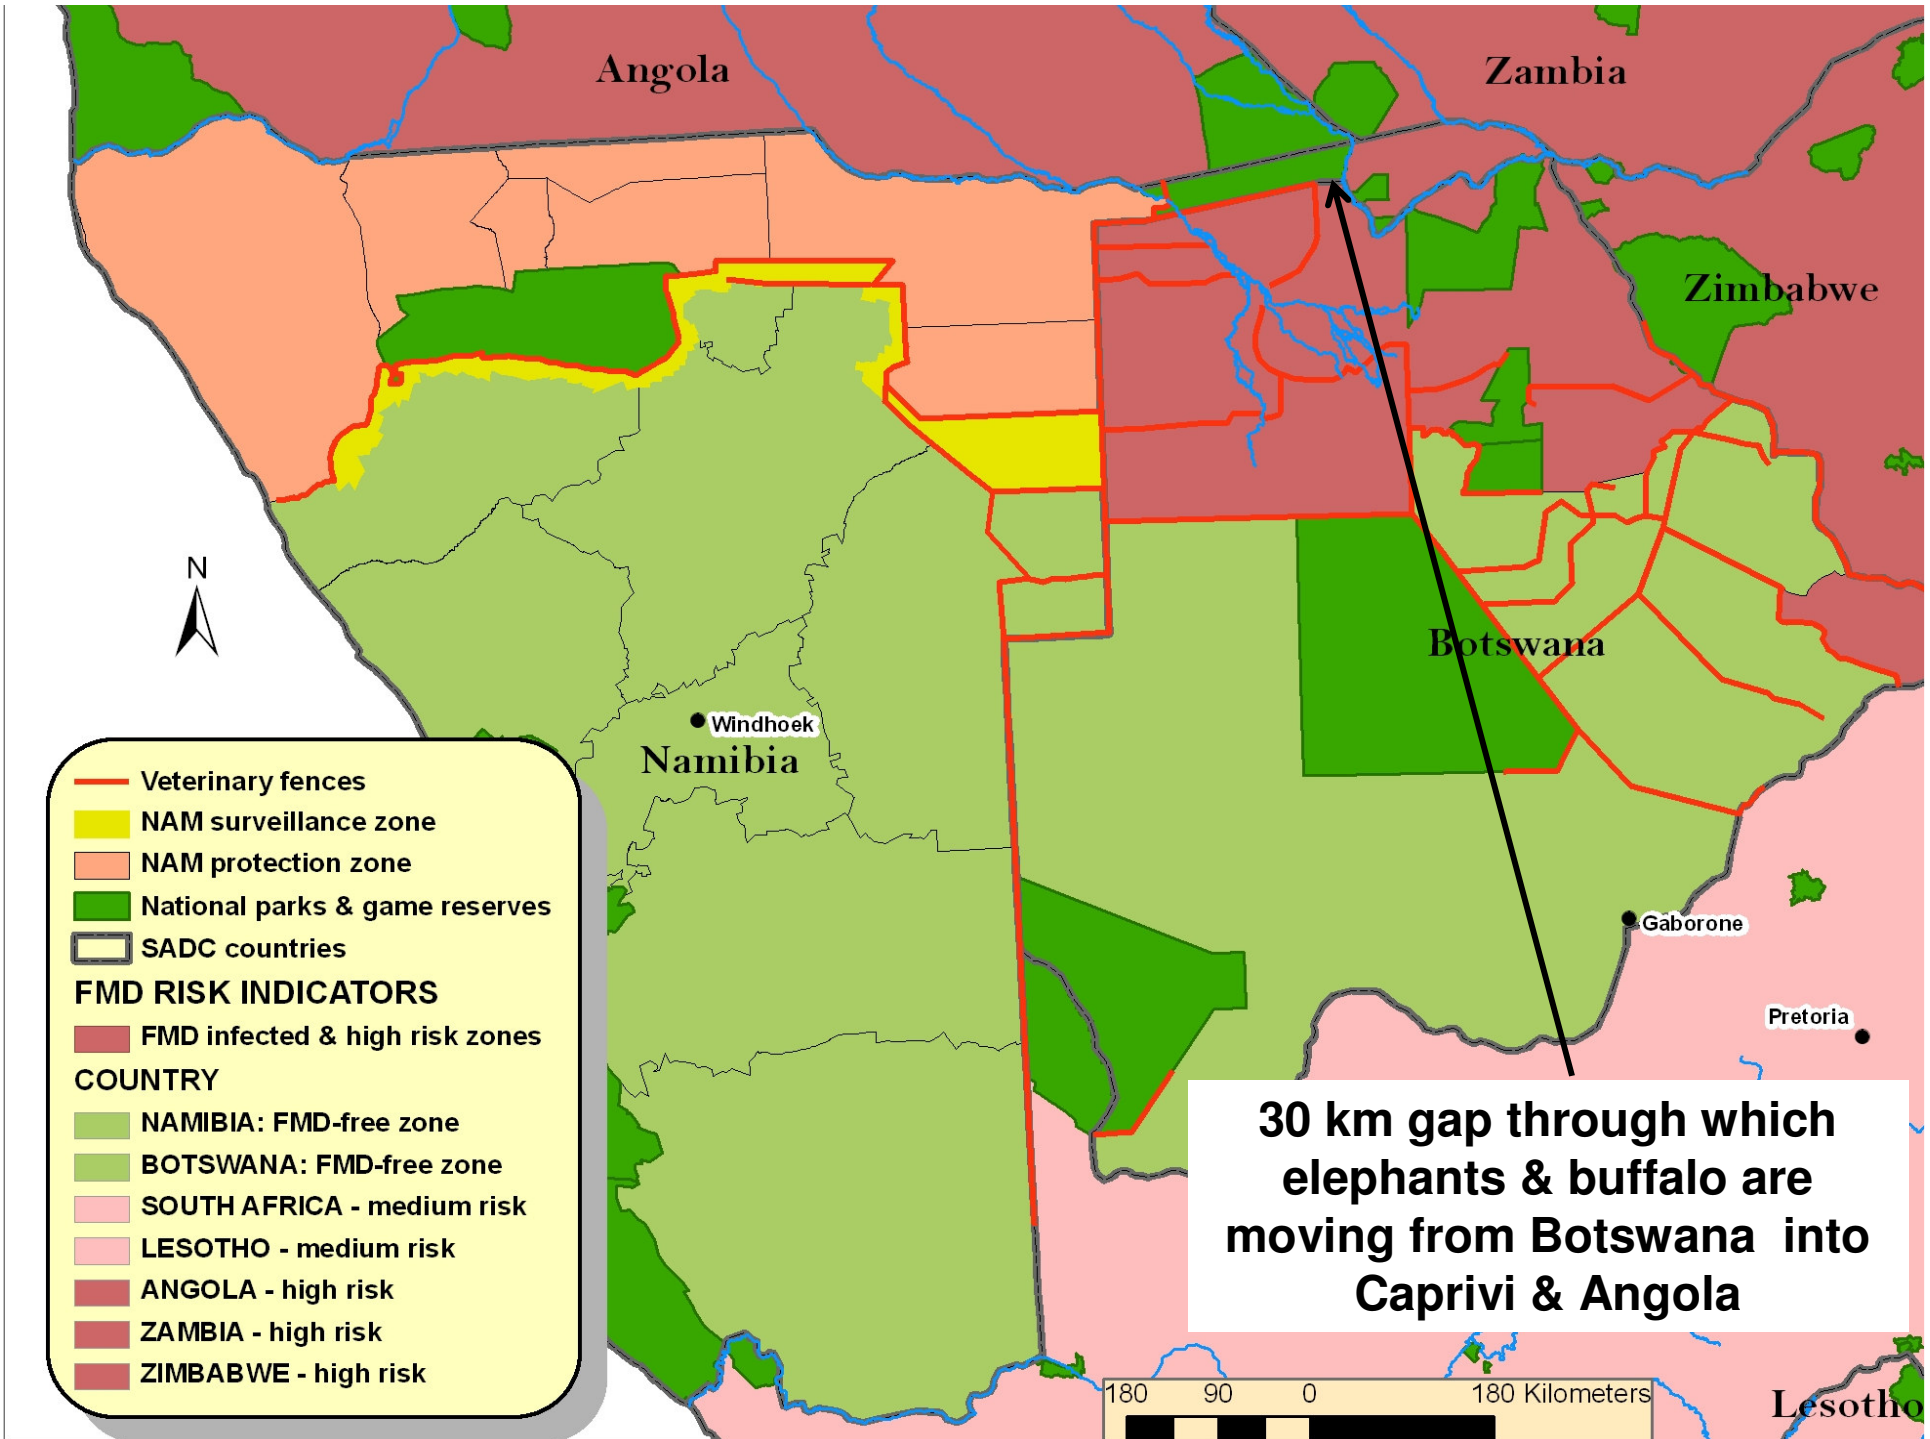 Angola
Zambia
Zimbabwe
N
Botswana
Windhoek
Namibia
Veterinary fences
NAM surveillance zone
NAM protection zone
National parks & game reserves
SADC countries
FMD RISK INDICATORS
FMD infected & high risk zones
COUNTRY
NAMIBIA: FMD-free zone
BOTSWANA: FMD-free zone
SOUTH AFRICA - medium risk
LESOTHO - medium risk
ANGOLA - high risk
ZAMBIA - high risk
ZIMBABWE - high risk
Gaborone
Pretoria
30 km gap through which
elephants & buffalo are
moving from Botswana into
Caprivi & Angola
180 90 0 180 Kilometers
Lesotho